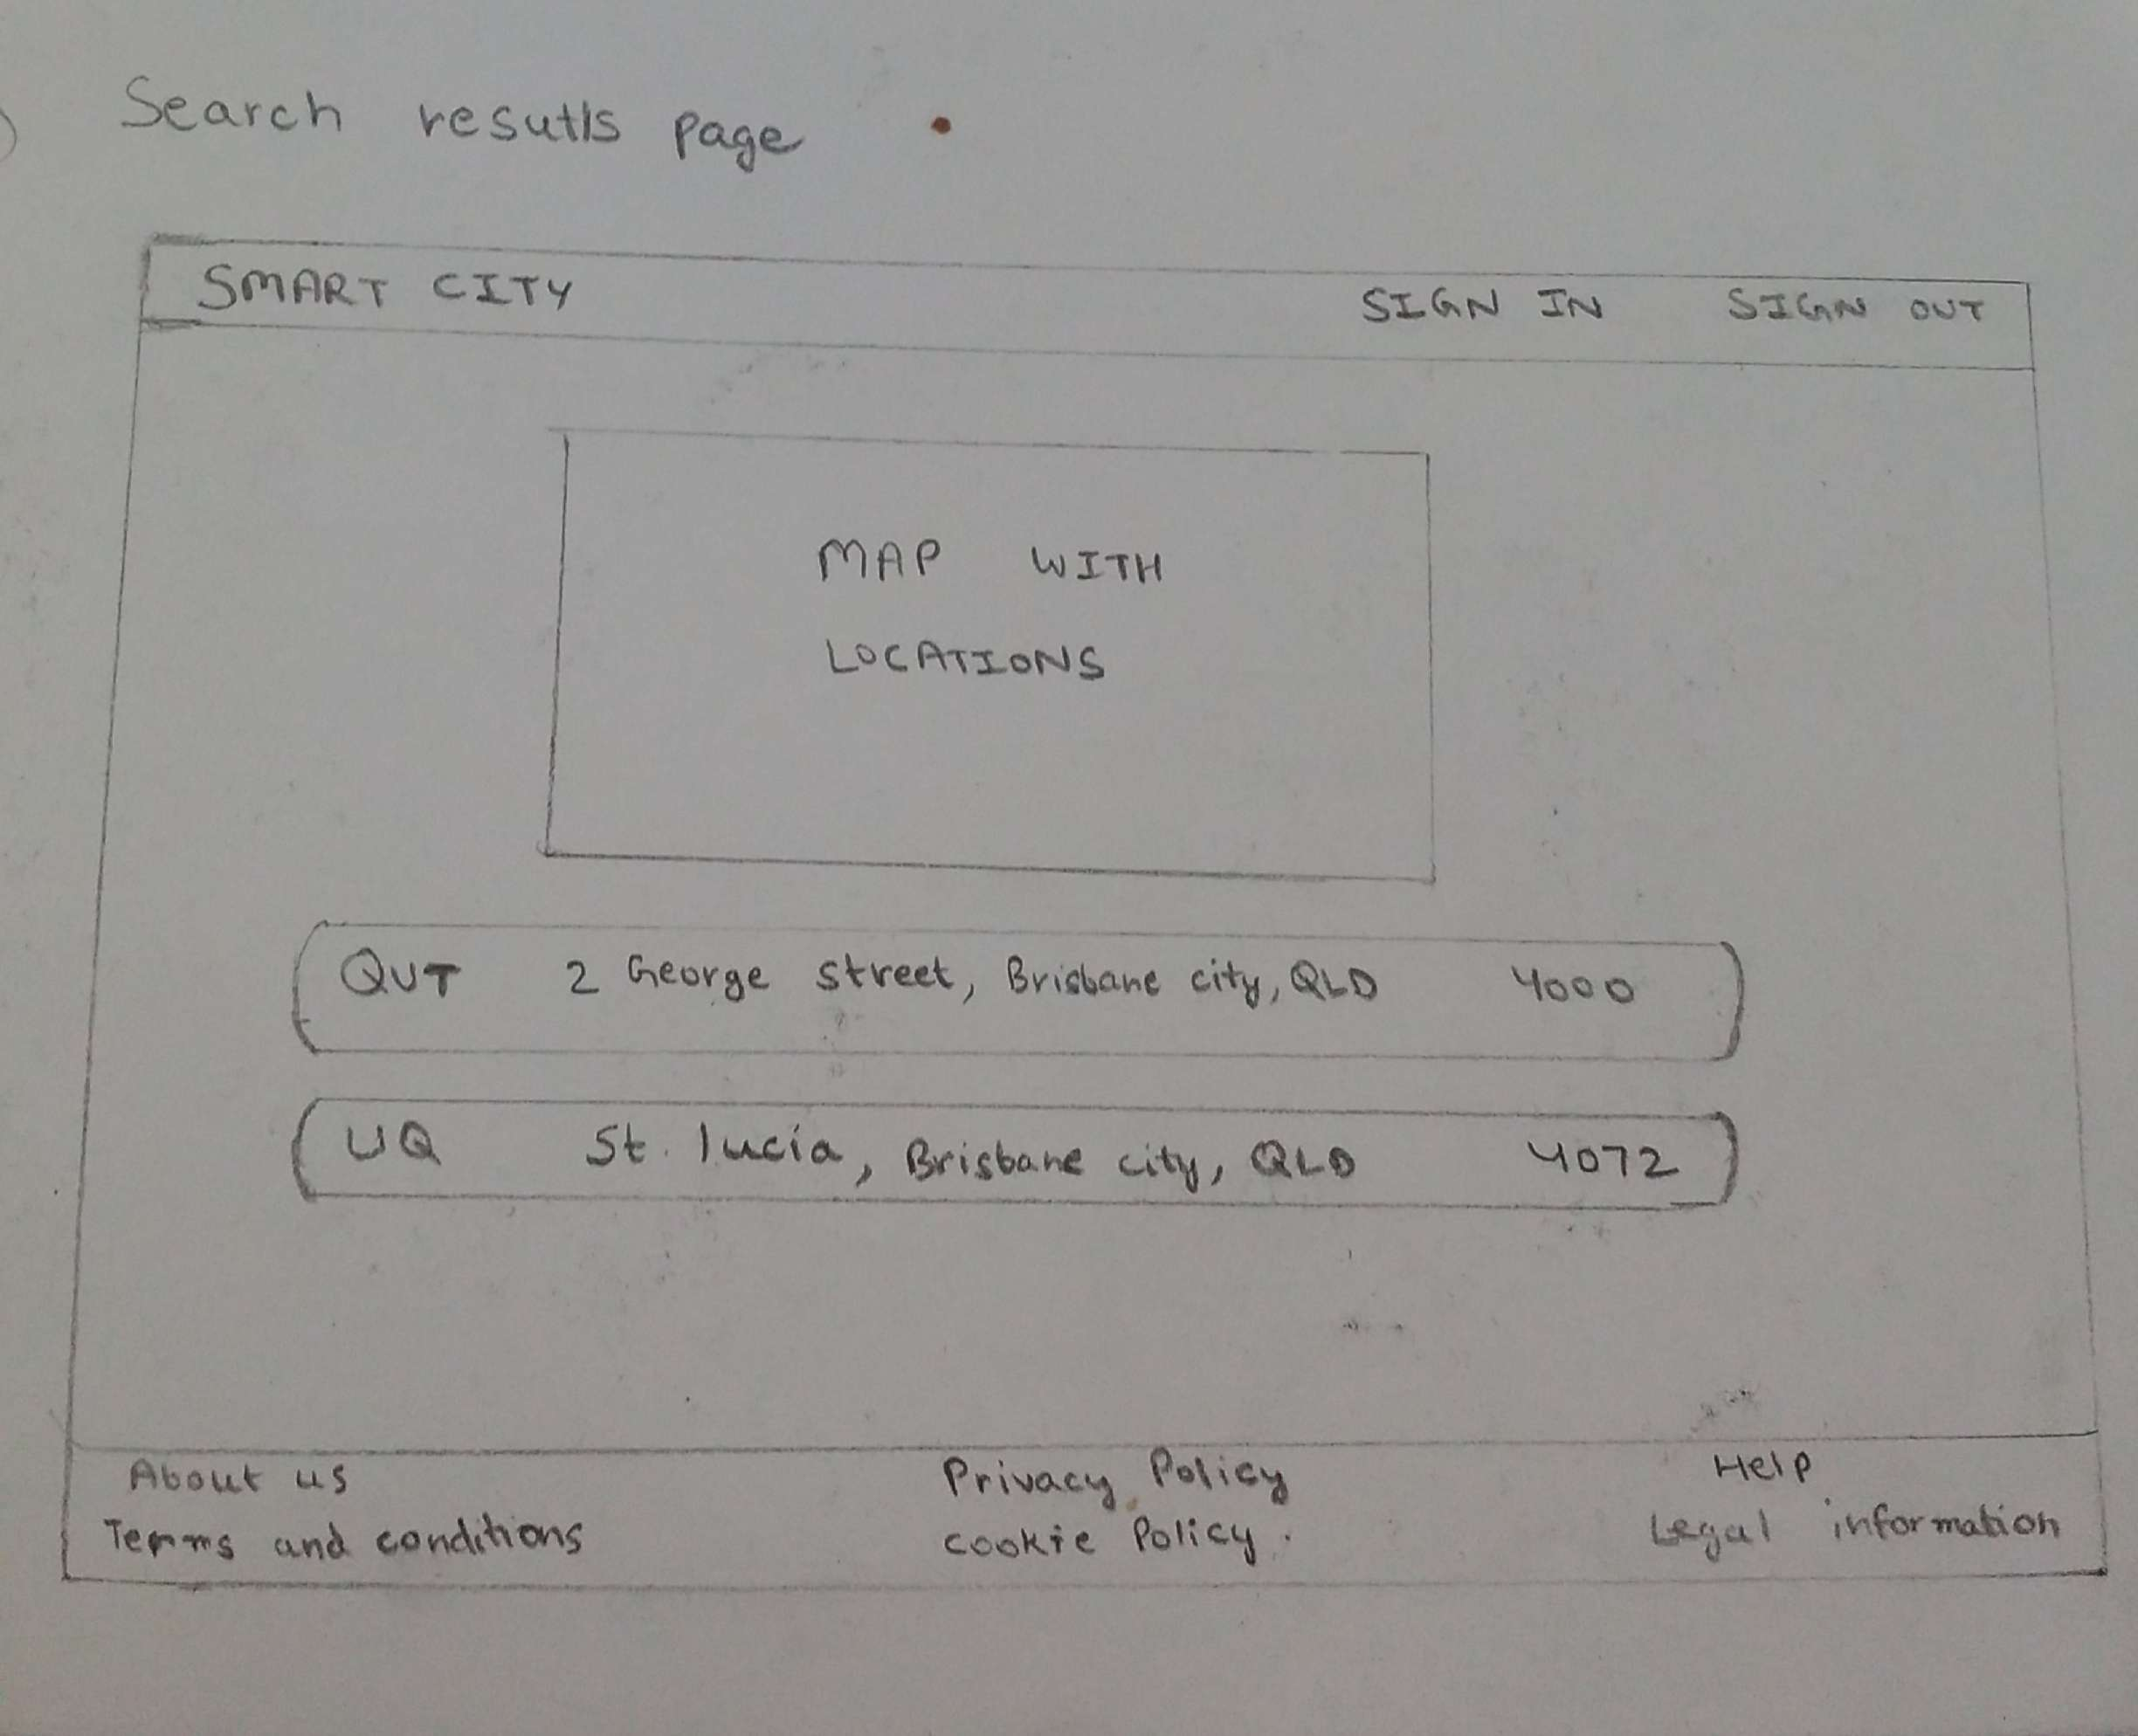 Search resutls page
SMART CITY SIGN IN SIGN OUT
MAP WITH
LOCATIONS
QUT 2 George street, Brisbane city, QLD 4000
UQ St. lucia, Brisbane city, QLD 4072
About us Privacy Policy Help
Terms and conditions cookie Policy. Legal information